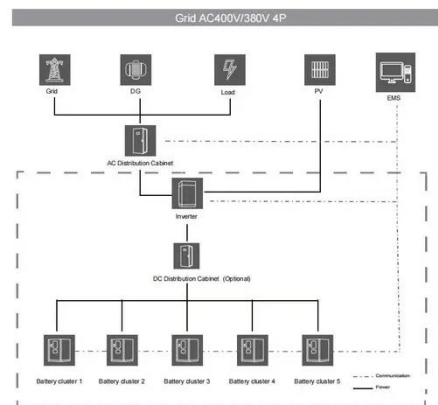 Grid AC400V/380V 4P
Grid
DG
Load
PV
EMS
AC Distribution Cabinet
Inverter
DC Distribution Cabinet (Optional)
Battery cluster 1
Battery cluster 2
Battery cluster 3
Battery cluster 4
Battery cluster 5
Communication
Power